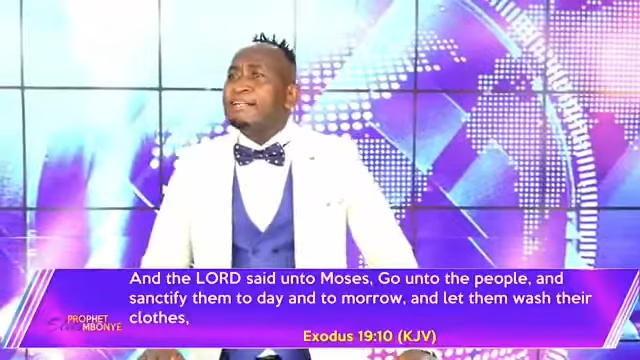 And the LORD said unto Moses, Go unto the people, and
sanctify them to day and to morrow, and let them wash their
clothes,
PROPHET
Elvis MBONYE
Exodus 19:10 (KJV)